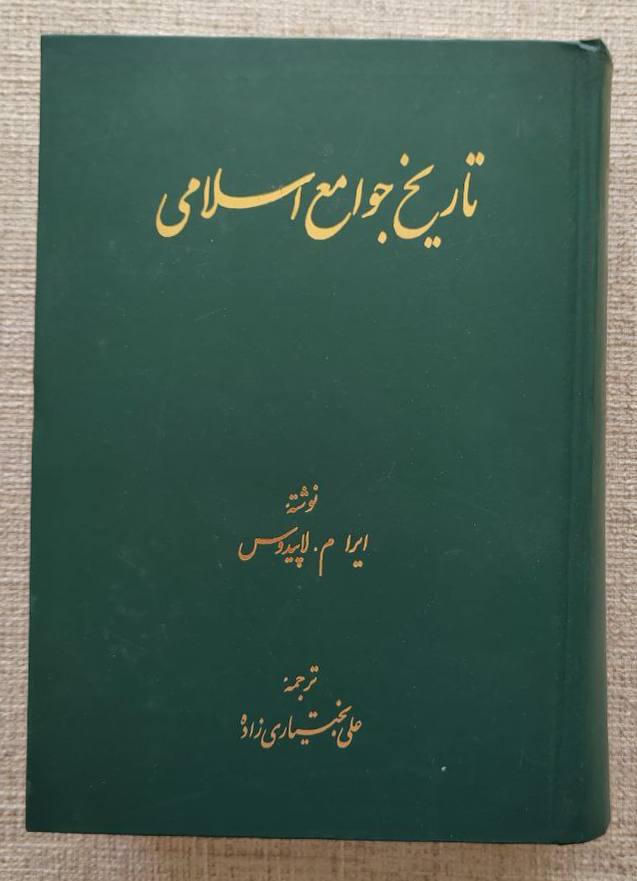 تاریخ جوامع اسلامی
نوشتهٔ
ایرا م. لاپیدوس
ترجمهٔ
علی بختیاری زاده